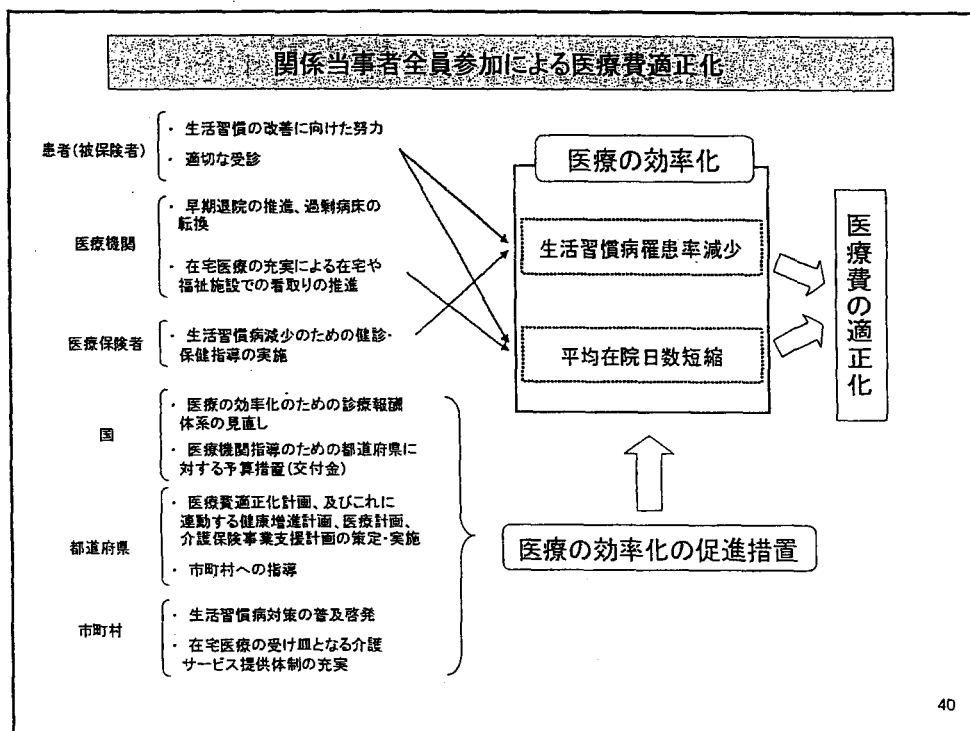 関係当事者全員参加による医療費適正化
患者(被保険者)
・ 生活習慣の改善に向けた努力
・ 適切な受診
医療機関
・ 早期退院の推進、過剰病床の
転換
・ 在宅医療の充実による在宅や
福祉施設での看取りの推進
医療保険者
・ 生活習慣病減少のための健診・
保健指導の実施
国
・ 医療の効率化のための診療報酬
体系の見直し
・ 医療機関指導のための都道府県に
対する予算措置(交付金)
都道府県
・ 医療費適正化計画、及びこれに
連動する健康増進計画、医療計画、
介護保険事業支援計画の策定・実施
・ 市町村への指導
市町村
・ 生活習慣病対策の普及啓発
・ 在宅医療の受け皿となる介護
サービス提供体制の充実
医療の効率化
生活習慣病罹患率減少
平均在院日数短縮
医療費の適正化
医療の効率化の促進措置
40